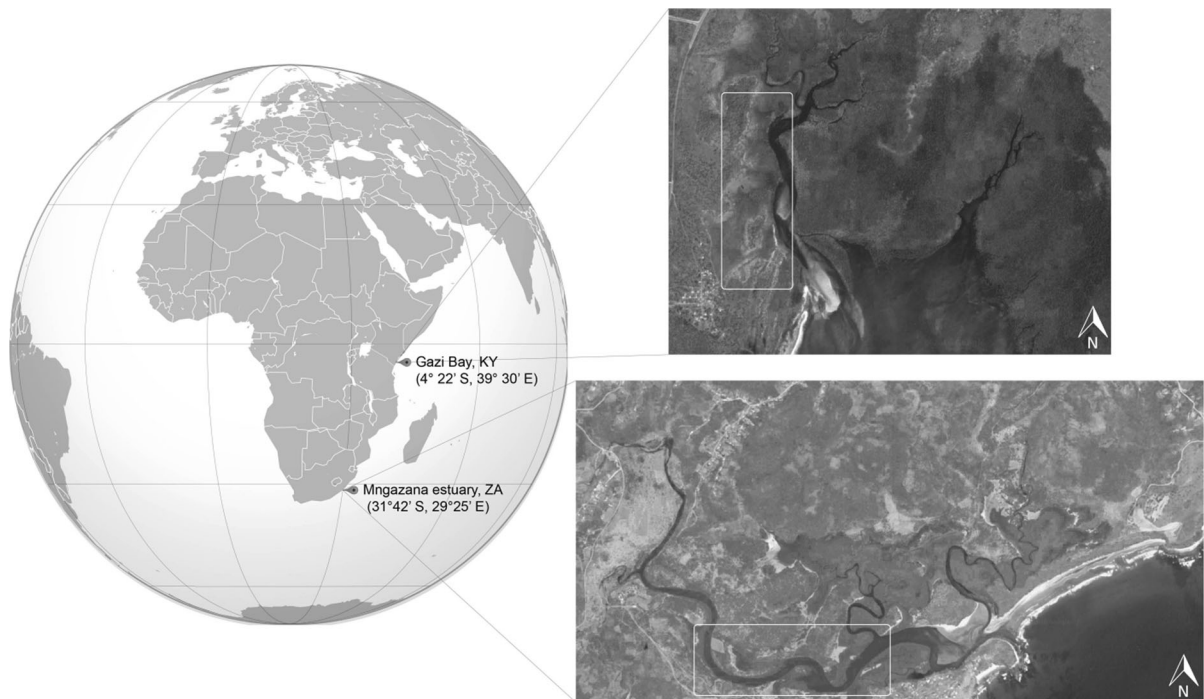 Gazi Bay, KY
(4° 22' S, 39° 30' E)
Mngazana estuary, ZA
(31°42' S, 29°25' E)
N
N